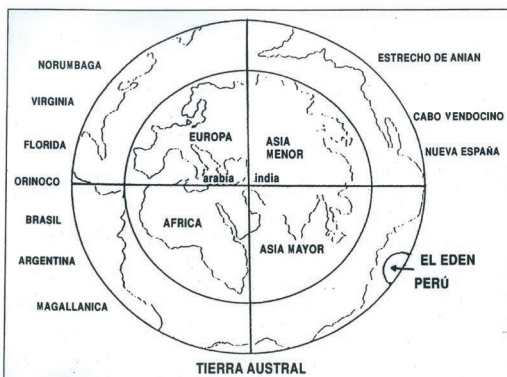 NORUMBAGA
VIRGINIA
FLORIDA
ORINOCO
BRASIL
ARGENTINA
MAGALLANICA
EUROPA
ASIA
MENOR
arabia
india
AFRICA
ASIA MAYOR
ESTRECHO DE ANIAN
CABO VENDOCINO
NUEVA ESPAÑA
EL EDEN
PERÚ
TIERRA AUSTRAL